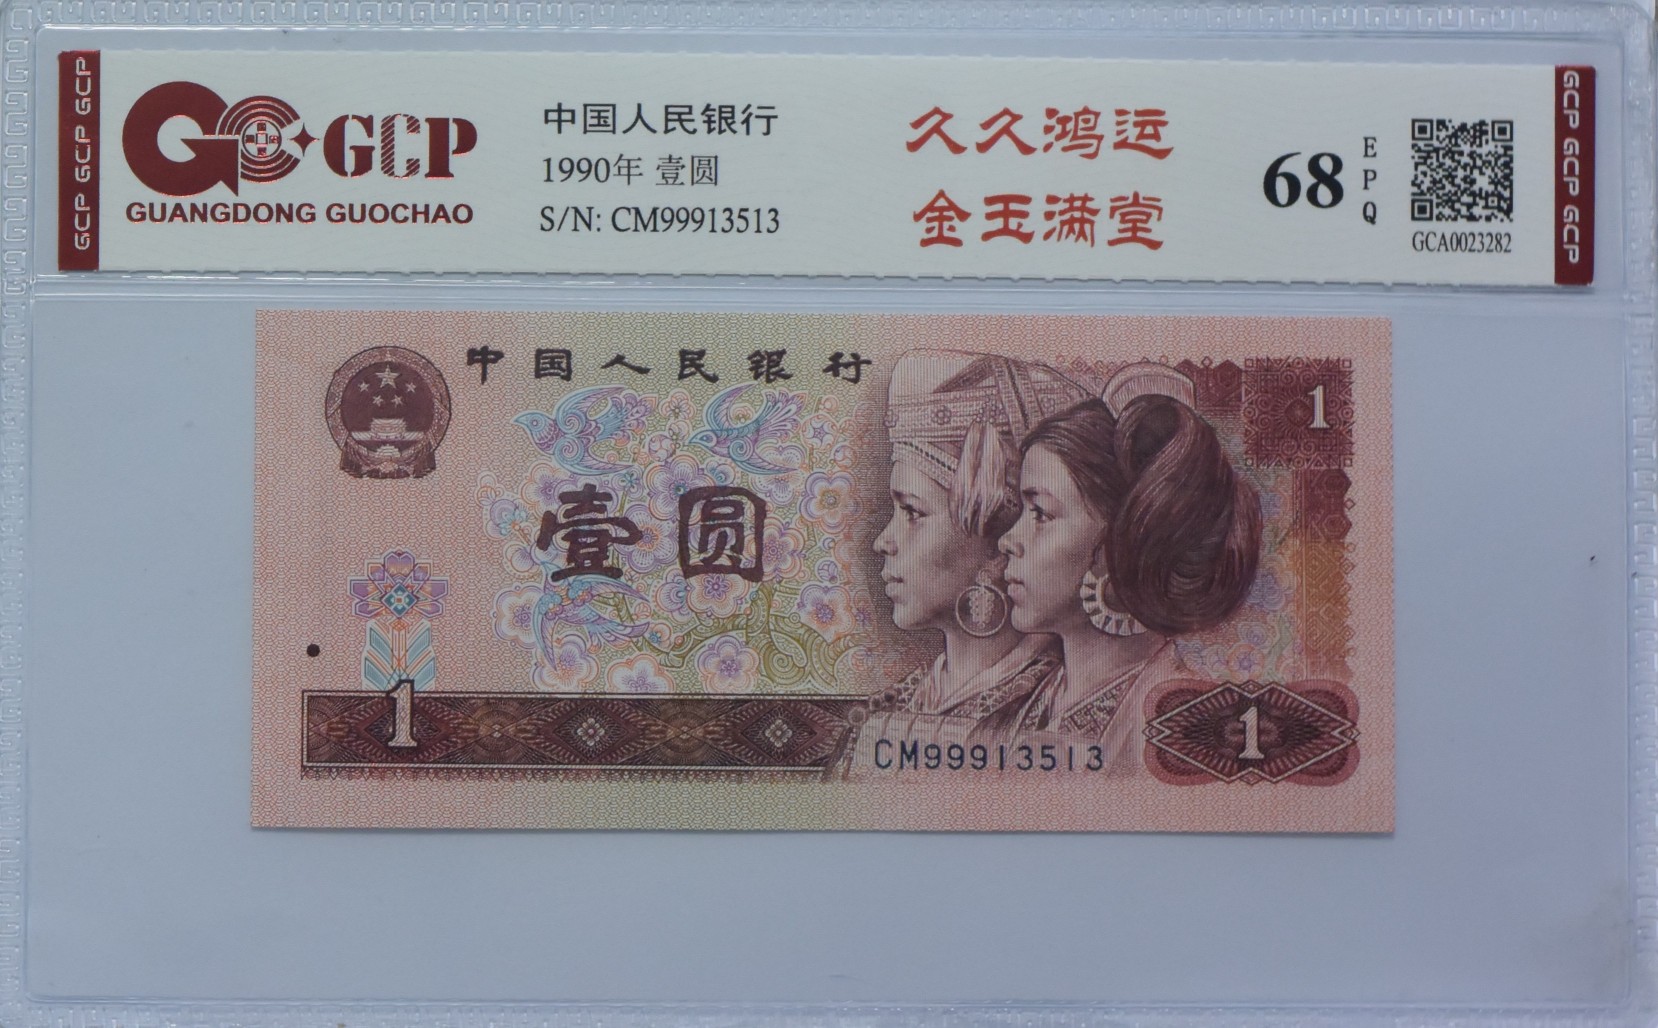 GCP GCP GCP
GCP
GUANGDONG GUOCHAO
中国人民银行
1990年 壹圆
S/N: CM99913513
久久鸿运
金玉满堂
68
EPQ
GCA0023282
GCP GCP GCP
中国人民银行
1
壹圆
1
1
CM99913513